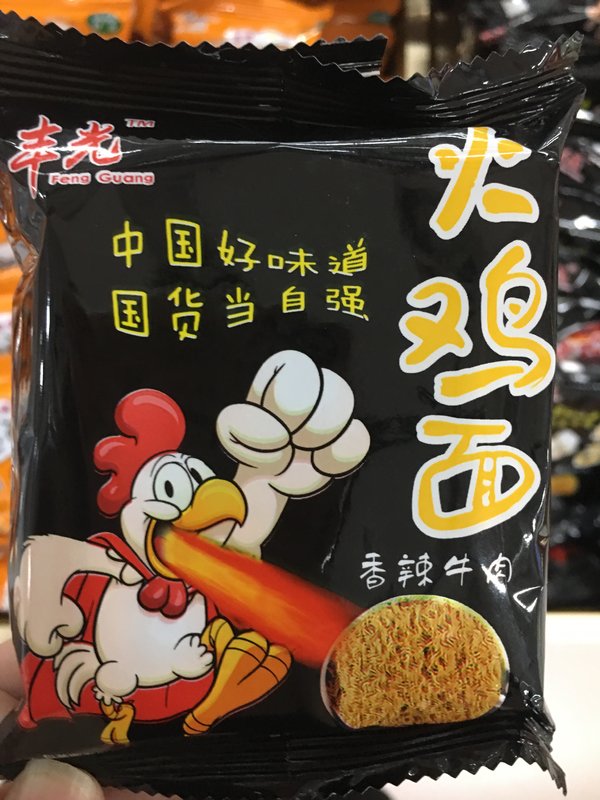 丰光 TM
Feng Guang
中国好味道
国货当自强
火鸡面
香辣牛肉